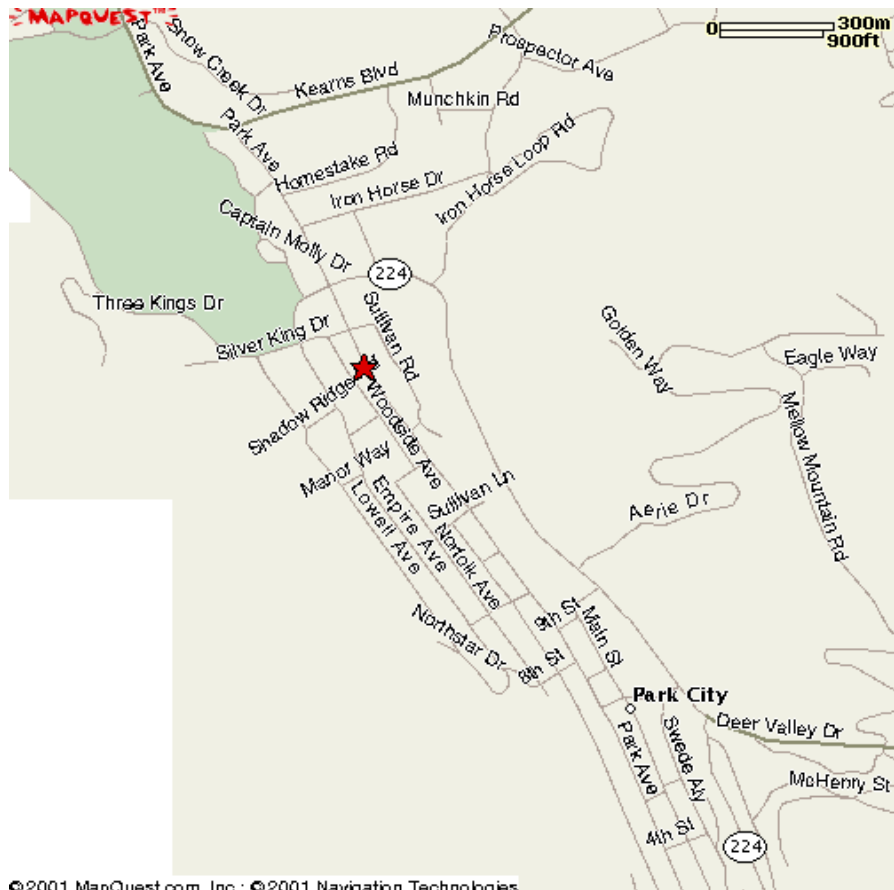 MAPQUEST™
0 300m
900ft
Park Ave
Snow Creek Dr
Prospector Ave
Kearns Blvd
Munchkin Rd
Park Ave
Homestake Rd
Iron Horse Dr
Iron Horse Loop Rd
Captain Molly Dr
224
Three Kings Dr
Silver King Dr
Sullivan Rd
Golden Way
Eagle Way
Shadow Ridge
Woodside Ave
Mellow Mountain Rd
Manor Way
Sullivan Ln
Empire Ave
Lowell Ave
Norfolk Ave
Aerie Dr
9th St
Main St
Northstar Dr
8th St
Park City
Deer Valley Dr
Park Ave
Swede Aly
McHenry St
4th St
224
©2001 MapQuest.com, Inc.; ©2001 Navigation Technologies